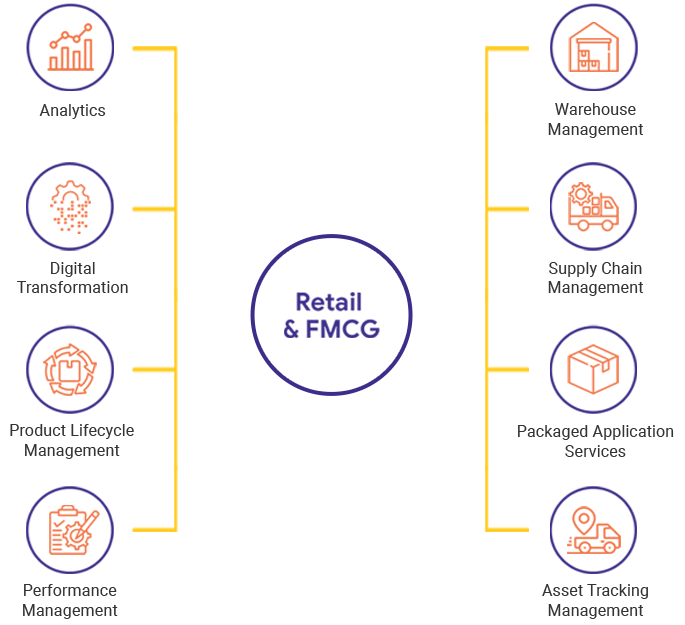 Analytics
Digital
Transformation
Product Lifecycle
Management
Performance
Management
Retail
& FMCG
Warehouse
Management
Supply Chain
Management
Packaged Application
Services
Asset Tracking
Management